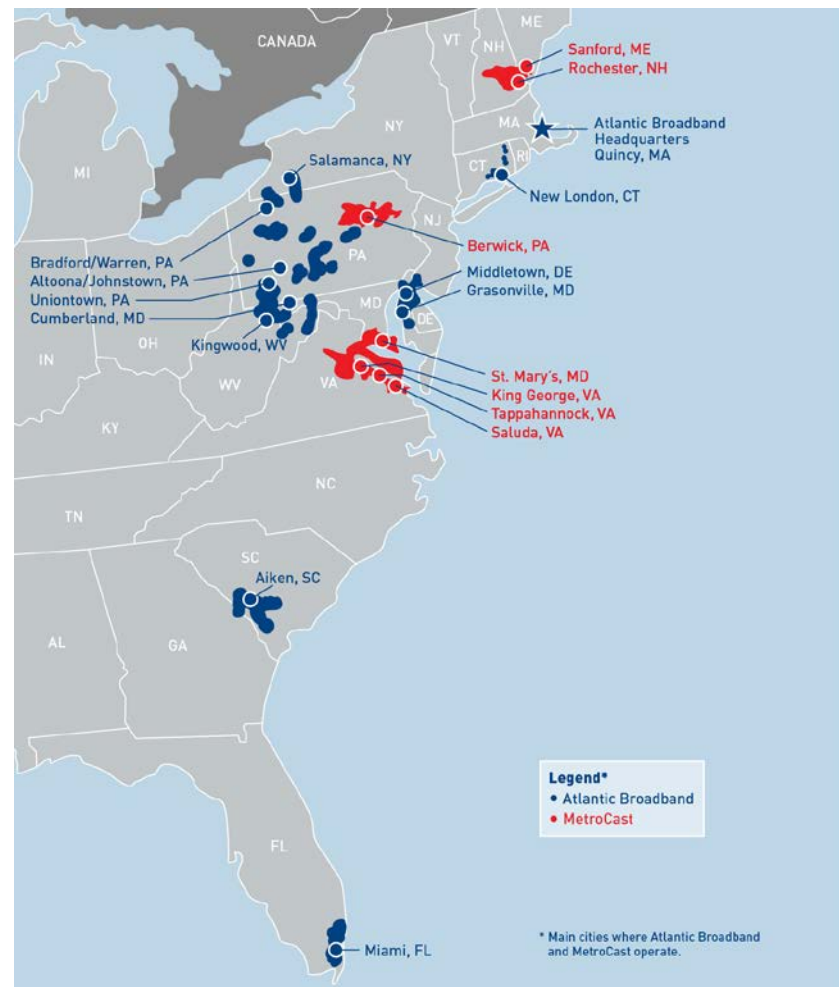 ME
CANADA
VT
NH
Sanford, ME
Rochester, NH
NY
MA
Atlantic Broadband
Headquarters
Quincy, MA
MI
Salamanca, NY
CT
RI
New London, CT
NJ
Berwick, PA
PA
Bradford/Warren, PA
Altoona/Johnstown, PA
Uniontown, PA
Cumberland, MD
Middletown, DE
Grasonville, MD
MD
DE
OH
Kingwood, WV
IN
WV
VA
St. Mary's, MD
King George, VA
Tappahannock, VA
Saluda, VA
KY
NC
TN
SC
Aiken, SC
AL
GA
Legend*
• Atlantic Broadband
• MetroCast
FL
Miami, FL
* Main cities where Atlantic Broadband
and MetroCast operate.